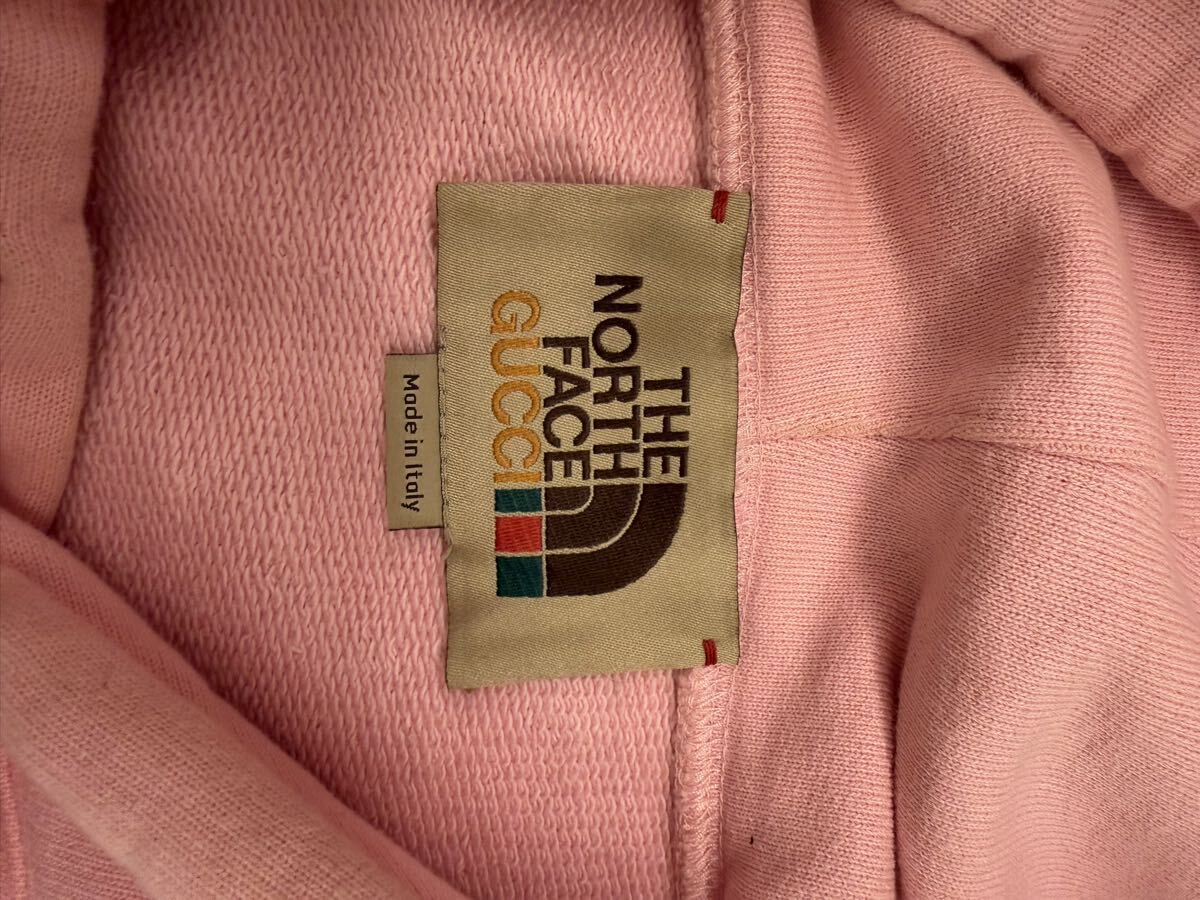 THE
NORTH
FACE
GUCCI
Made in Italy